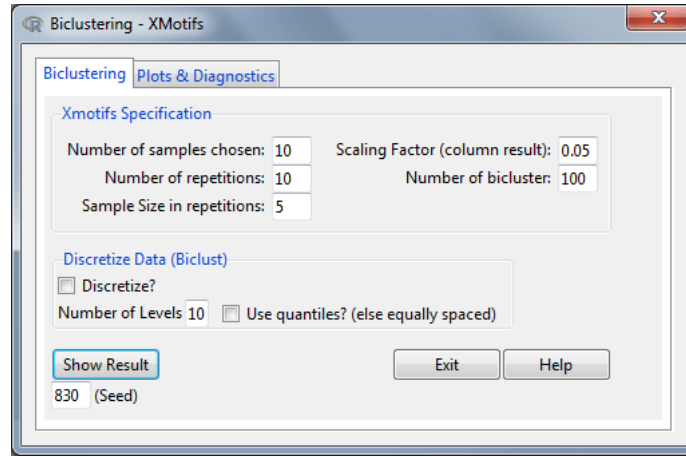 Biclustering - XMotifs
Biclustering Plots & Diagnostics
Xmotifs Specification
Number of samples chosen: 10 Scaling Factor (column result): 0.05
Number of repetitions: 10 Number of bicluster: 100
Sample Size in repetitions: 5
Discretize Data (Biclust)
Discretize?
Number of Levels 10 Use quantiles? (else equally spaced)
Show Result Exit Help
830 (Seed)